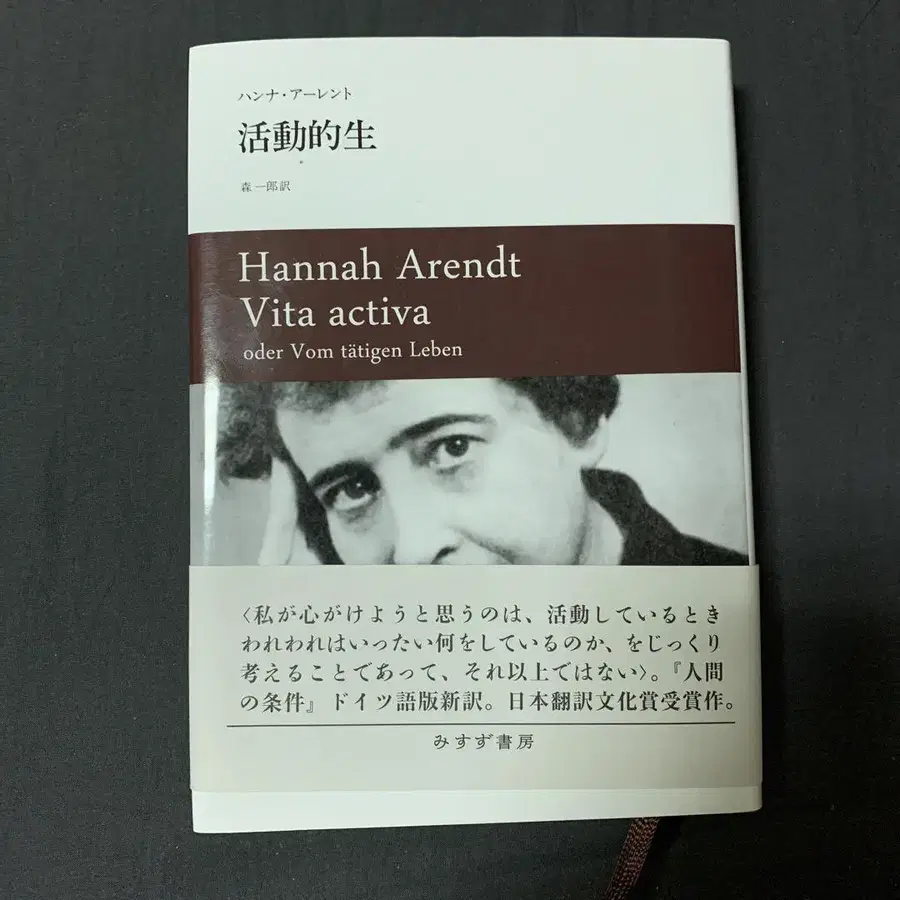 ハンナ・アーレント
活動的生
森 一郎訳
Hannah Arendt
Vita activa
oder Vom tätigen Leben
〈私が心がけようと思うのは、活動しているとき
われわれはいったい何をしているのか、をじっくり
考えることであって、それ以上ではない〉。『人間
の条件』ドイツ語版新訳。日本翻訳文化賞受賞作。
みすず書房